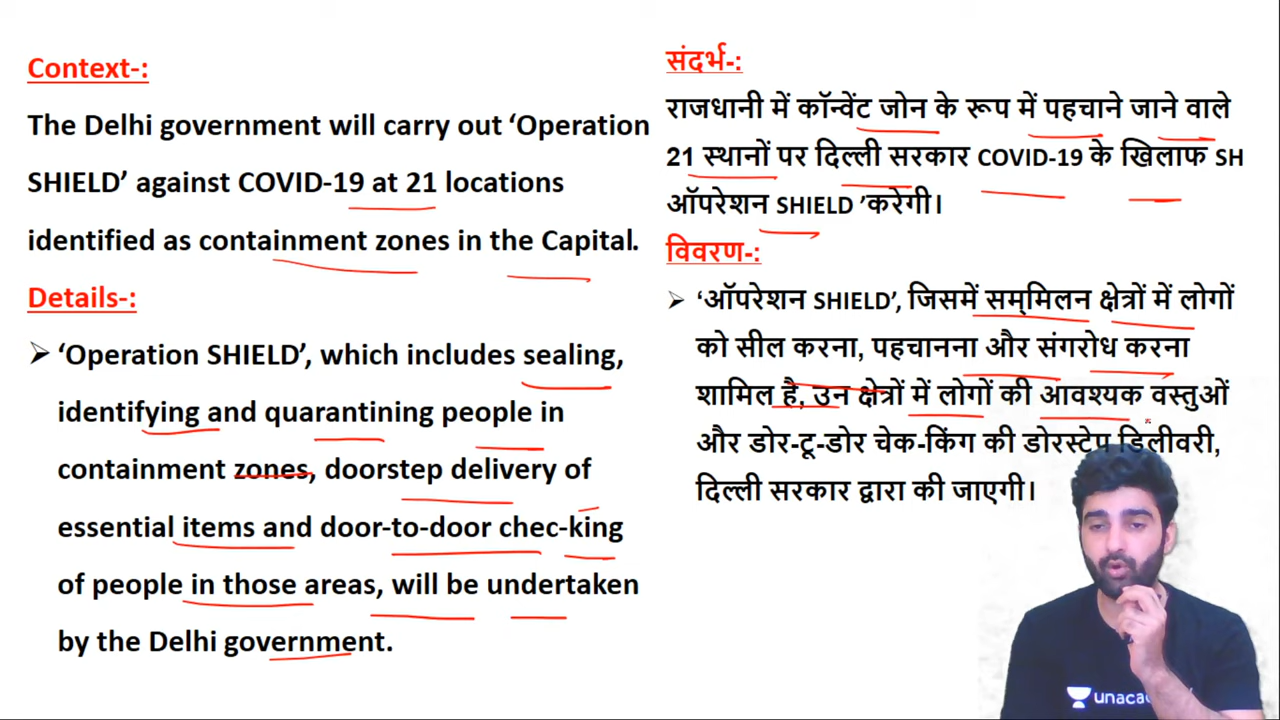 Context-:
The Delhi government will carry out ‘Operation
SHIELD’ against COVID-19 at 21 locations
identified as containment zones in the Capital.
Details-:
➢ ‘Operation SHIELD’, which includes sealing,
identifying and quarantining people in
containment zones, doorstep delivery of
essential items and door-to-door chec-king
of people in those areas, will be undertaken
by the Delhi government.
संदर्भ-:
राजधानी में कॉन्वेंट जोन के रूप में पहचाने जाने वाले
21 स्थानों पर दिल्ली सरकार COVID-19 के खिलाफ SH
ऑपरेशन SHIELD ’करेगी।
विवरण-:
➢ ‘ऑपरेशन SHIELD’, जिसमें सम्मिलन क्षेत्रों में लोगों
को सील करना, पहचानना और संगरोध करना
शामिल है, उन क्षेत्रों में लोगों की आवश्यक वस्तुओं
और डोर-टू-डोर चेक-किंग की डोरस्टेप डिलीवरी,
दिल्ली सरकार द्वारा की जाएगी।